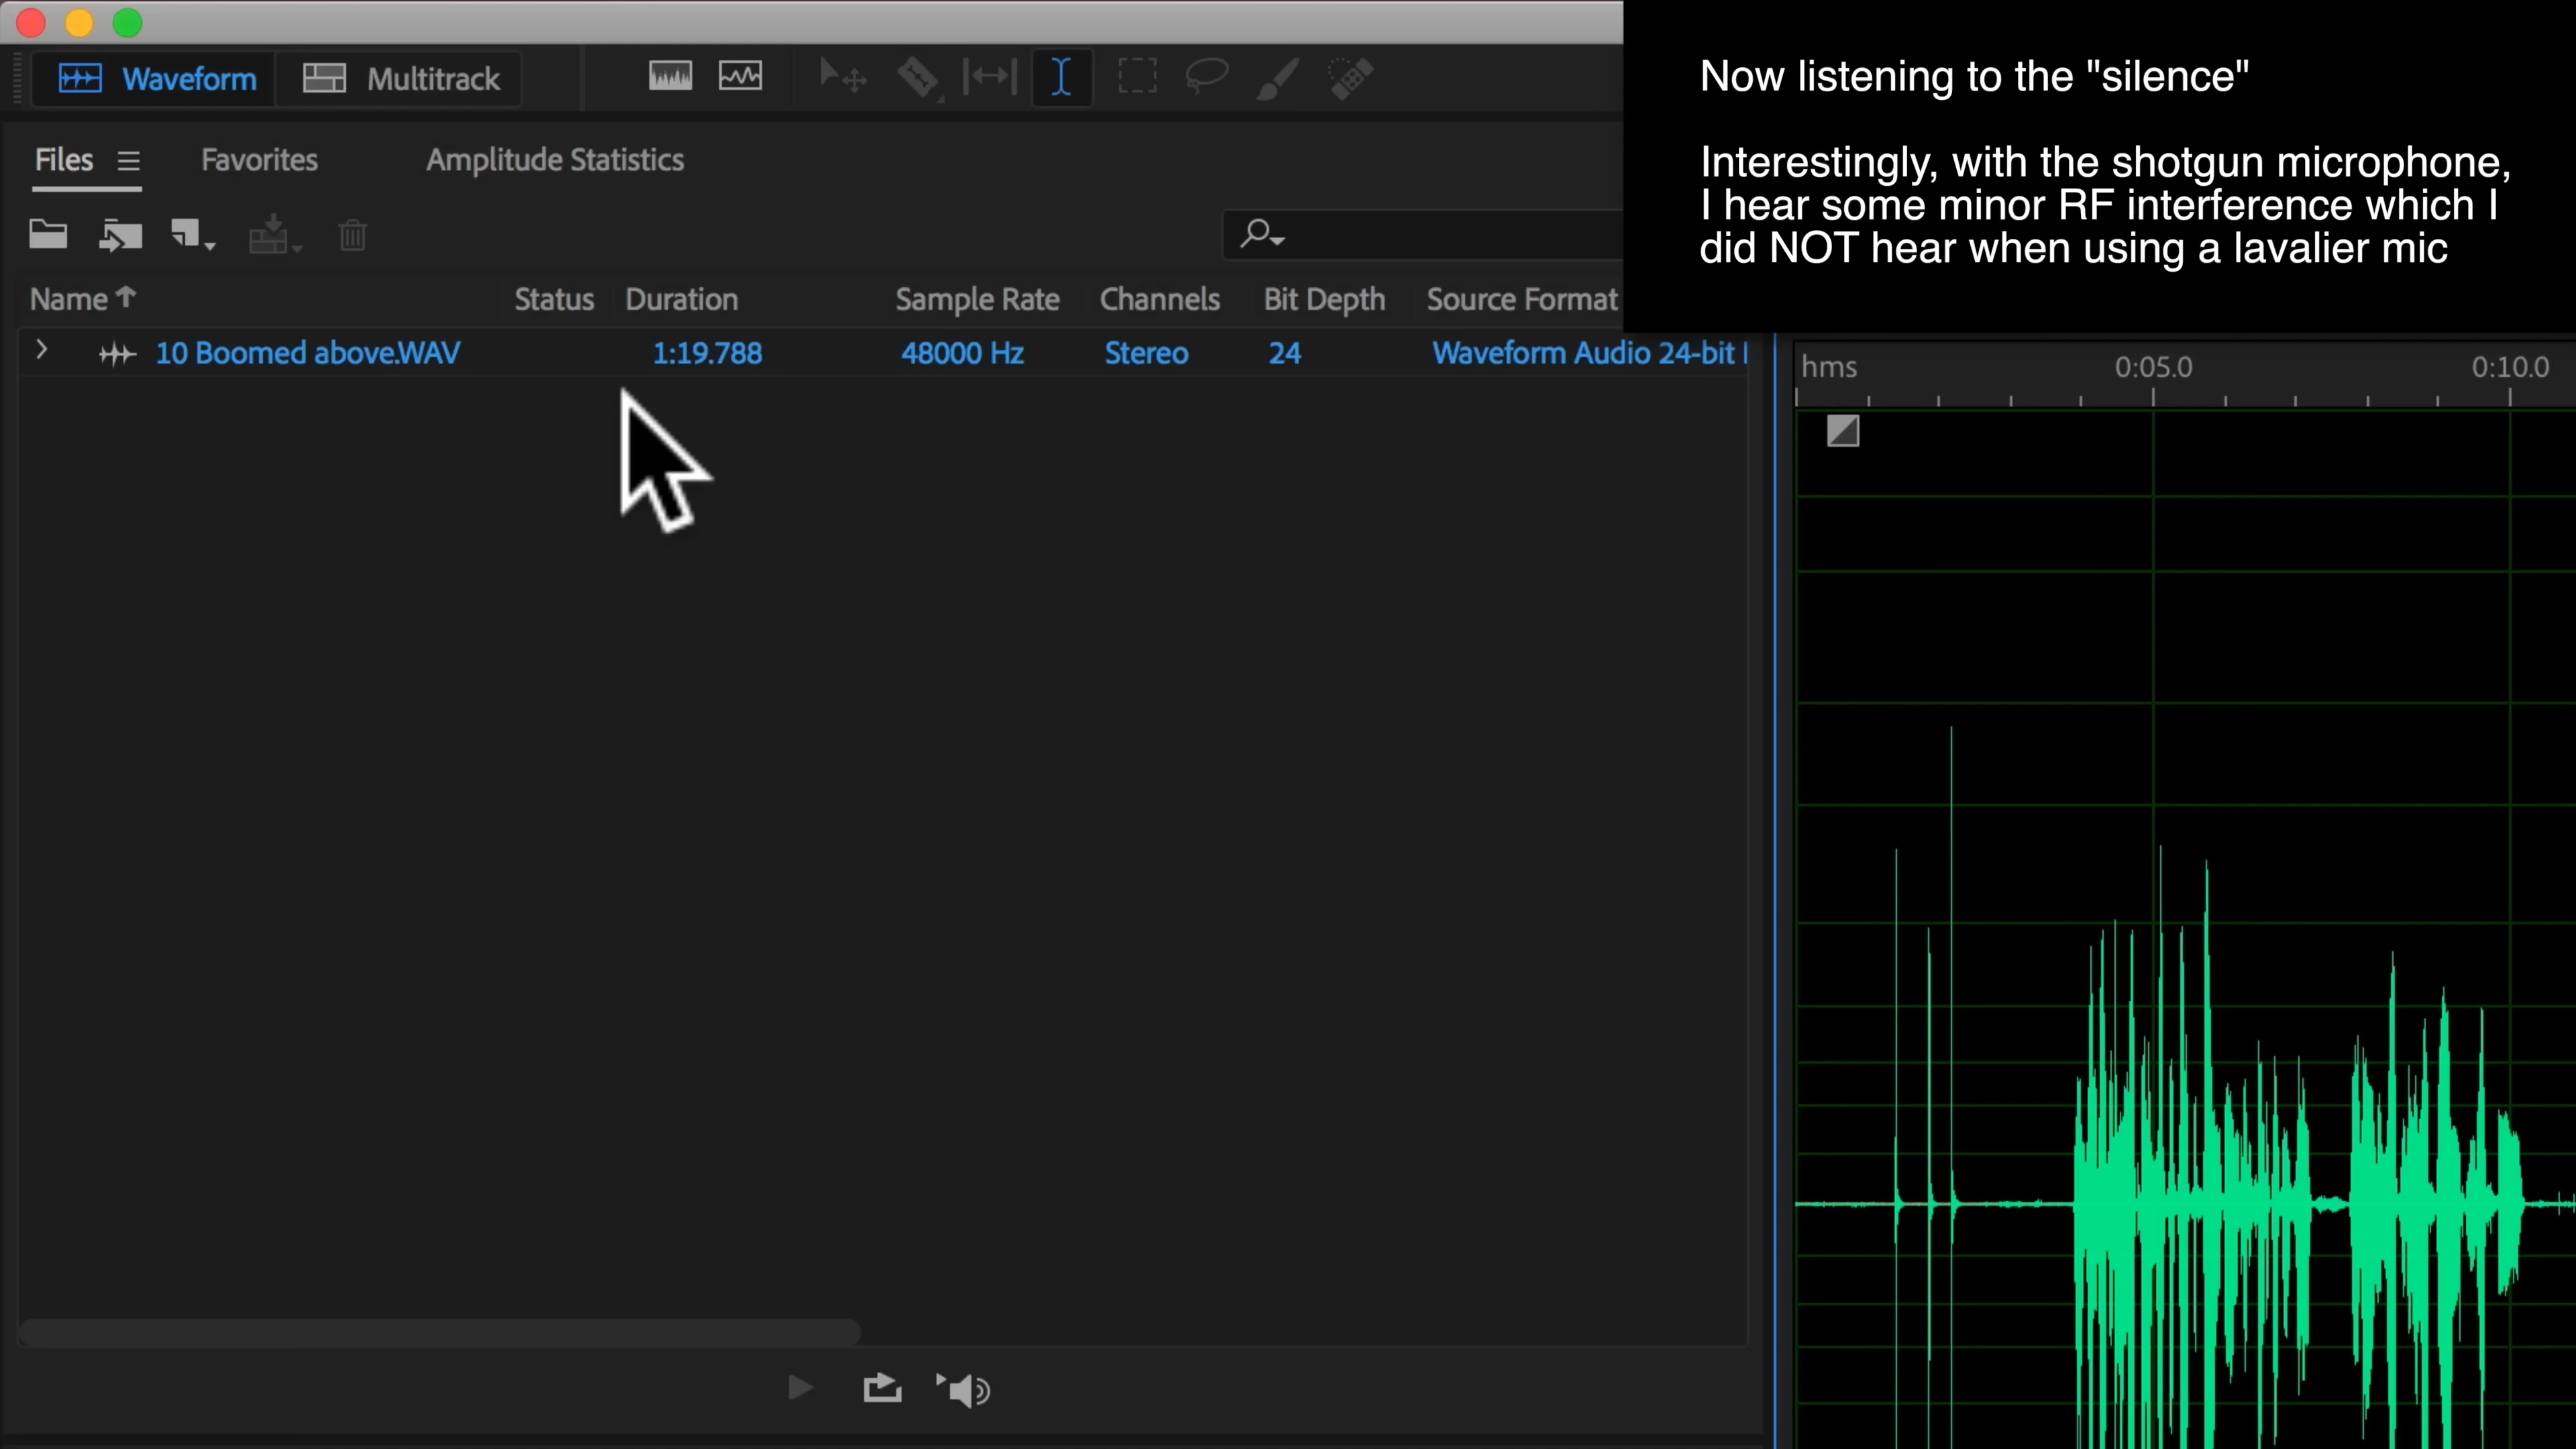 Waveform Multitrack
Now listening to the "silence"
Interestingly, with the shotgun microphone,
I hear some minor RF interference which I
did NOT hear when using a lavalier mic
Files Favorites Amplitude Statistics
Name Status Duration Sample Rate Channels Bit Depth Source Format
10 Boomed above.WAV 1:19.788 48000 Hz Stereo 24 Waveform Audio 24-bit
hms 0:05.0 0:10.0